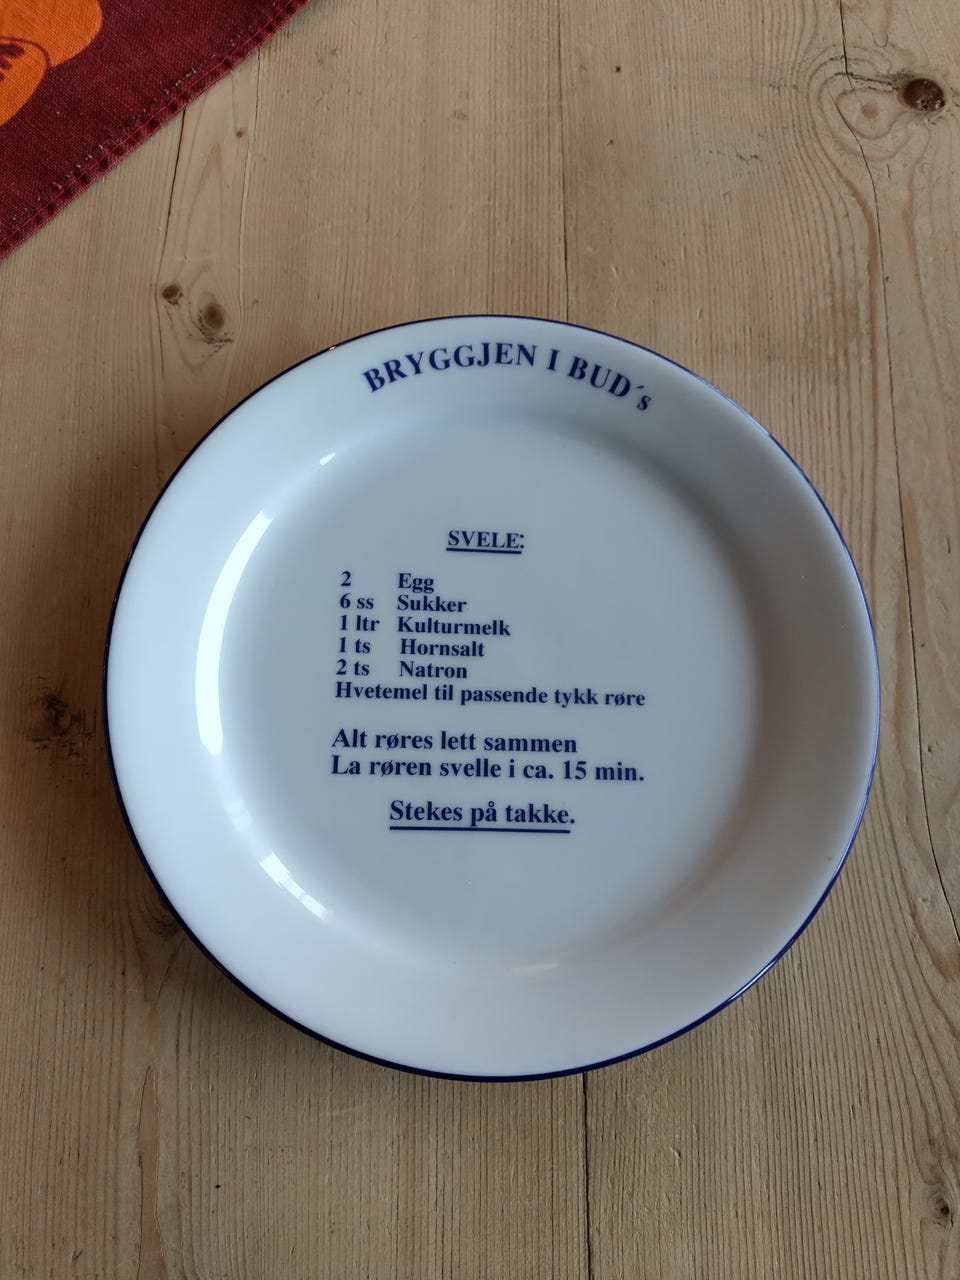 BRYGGJEN I BUD´s
SVELE:
2 Egg
6 ss Sukker
1 ltr Kulturmelk
1 ts Hornsalt
2 ts Natron
Hvetemel til passende tykk røre
Alt røres lett sammen
La røren svelle i ca. 15 min.
Stekes på takke.